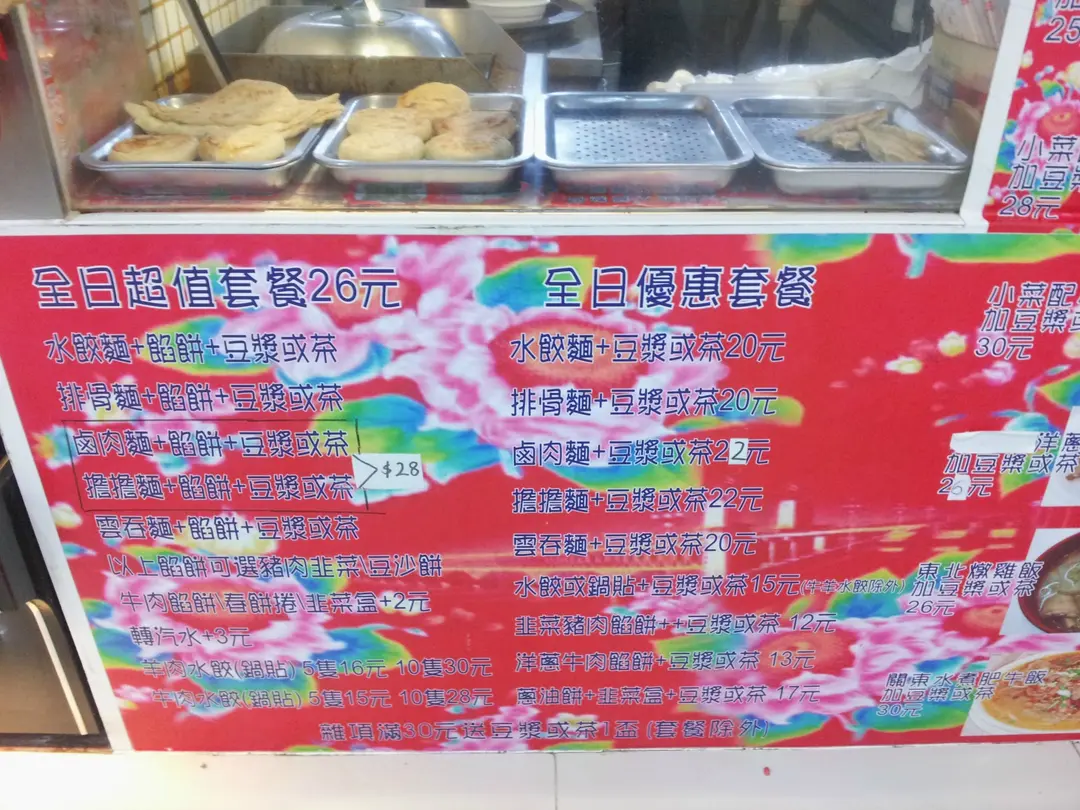 25
小菜
加豆漿
28元
全日超值套餐26元
水餃麵+餡餅+豆漿或茶
排骨麵+餡餅+豆漿或茶
鹵肉麵+餡餅+豆漿或茶
擔擔麵+餡餅+豆漿或茶
$28
雲吞麵+餡餅+豆漿或茶
以上餡餅可選豬肉韭菜\豆沙餅
牛肉餡餅\春餅捲\韭菜盒+2元
轉汽水+3元
羊肉水餃(鍋貼)5隻16元 10隻30元
牛肉水餃(鍋貼)5隻15元 10隻28元
全日優惠套餐
水餃麵+豆漿或茶20元
排骨麵+豆漿或茶20元
鹵肉麵+豆漿或茶22元
擔擔麵+豆漿或茶22元
雲吞麵+豆漿或茶20元
水餃或鍋貼+豆漿或茶15元(牛羊水餃除外)
韭菜豬肉餡餅++豆漿或茶 12元
洋蔥牛肉餡餅+豆漿或茶 13元
蔥油餅+韭菜盒+豆漿或茶 17元
雜項滿30元送豆漿或茶1盃(套餐除外)
小菜配
加豆漿或
30元
洋蔥
加豆漿或茶
26元
東北燉雞飯
加豆漿或茶
26元
關東水煮肥牛飯
加豆漿或茶
30元